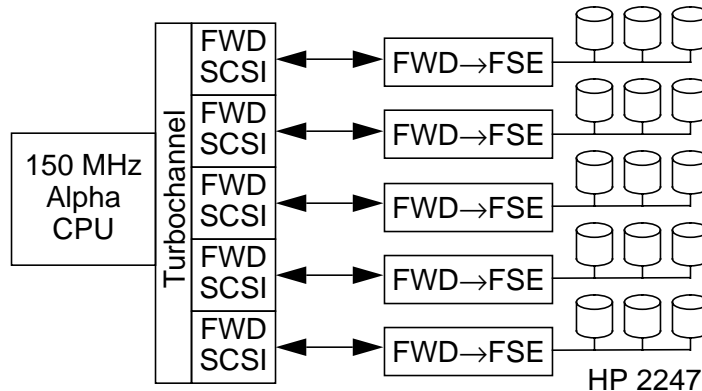 150 MHz
Alpha
CPU
Turbochannel
FWD
SCSI
FWD→FSE
FWD
SCSI
FWD→FSE
FWD
SCSI
FWD→FSE
FWD
SCSI
FWD→FSE
FWD
SCSI
FWD→FSE
HP 2247